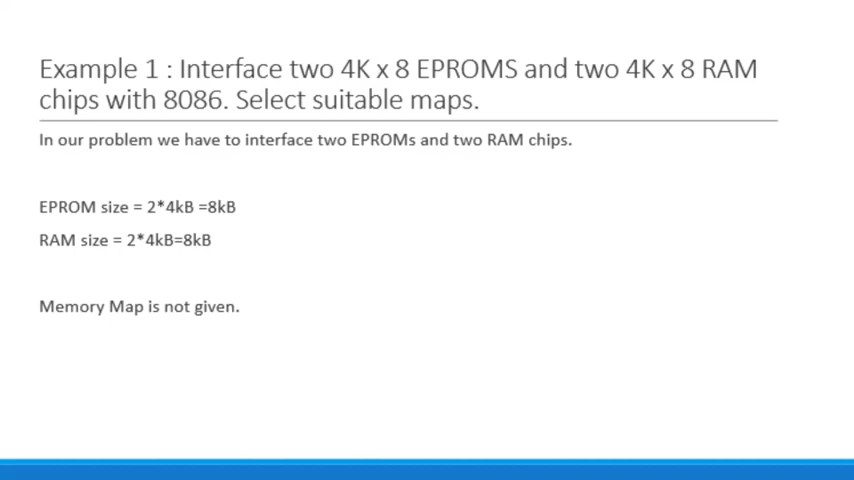 Example 1 : Interface two 4K x 8 EPROMS and two 4K x 8 RAM
chips with 8086. Select suitable maps.
In our problem we have to interface two EPROMs and two RAM chips.
EPROM size = 2*4kB =8kB
RAM size = 2*4kB=8kB
Memory Map is not given.